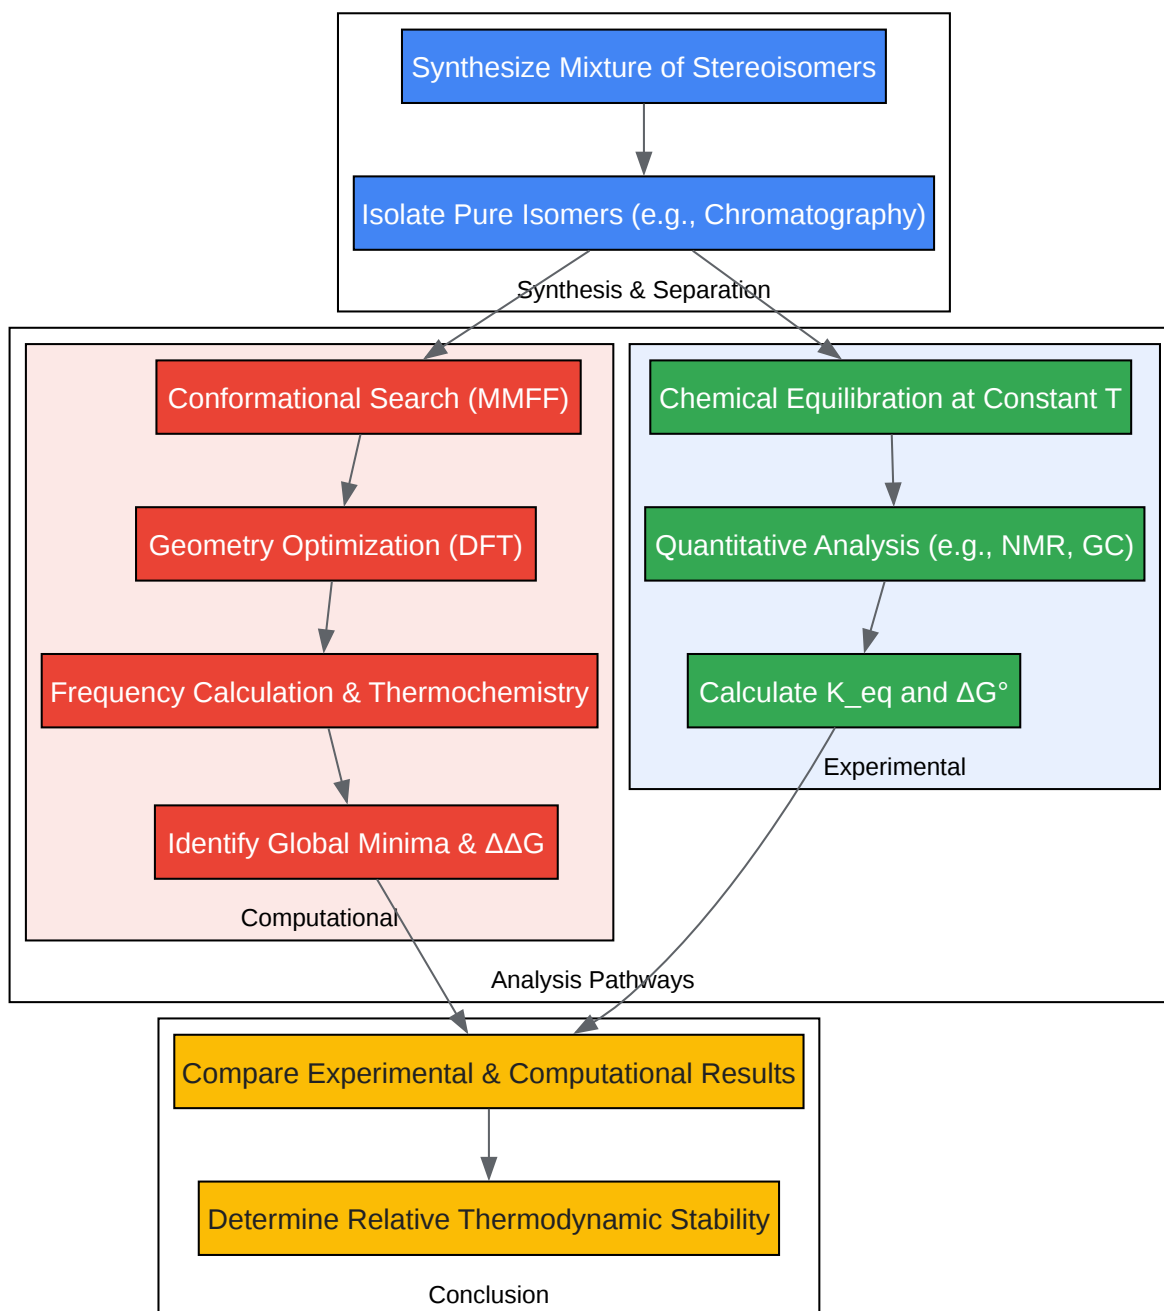 Synthesize Mixture of Stereoisomers
Isolate Pure Isomers (e.g., Chromatography)
Synthesis & Separation
Conformational Search (MMFF)
Geometry Optimization (DFT)
Frequency Calculation & Thermochemistry
Identify Global Minima & ΔΔG
Computational
Chemical Equilibration at Constant T
Quantitative Analysis (e.g., NMR, GC)
Calculate K_eq and ΔG°
Experimental
Analysis Pathways
Compare Experimental & Computational Results
Determine Relative Thermodynamic Stability
Conclusion